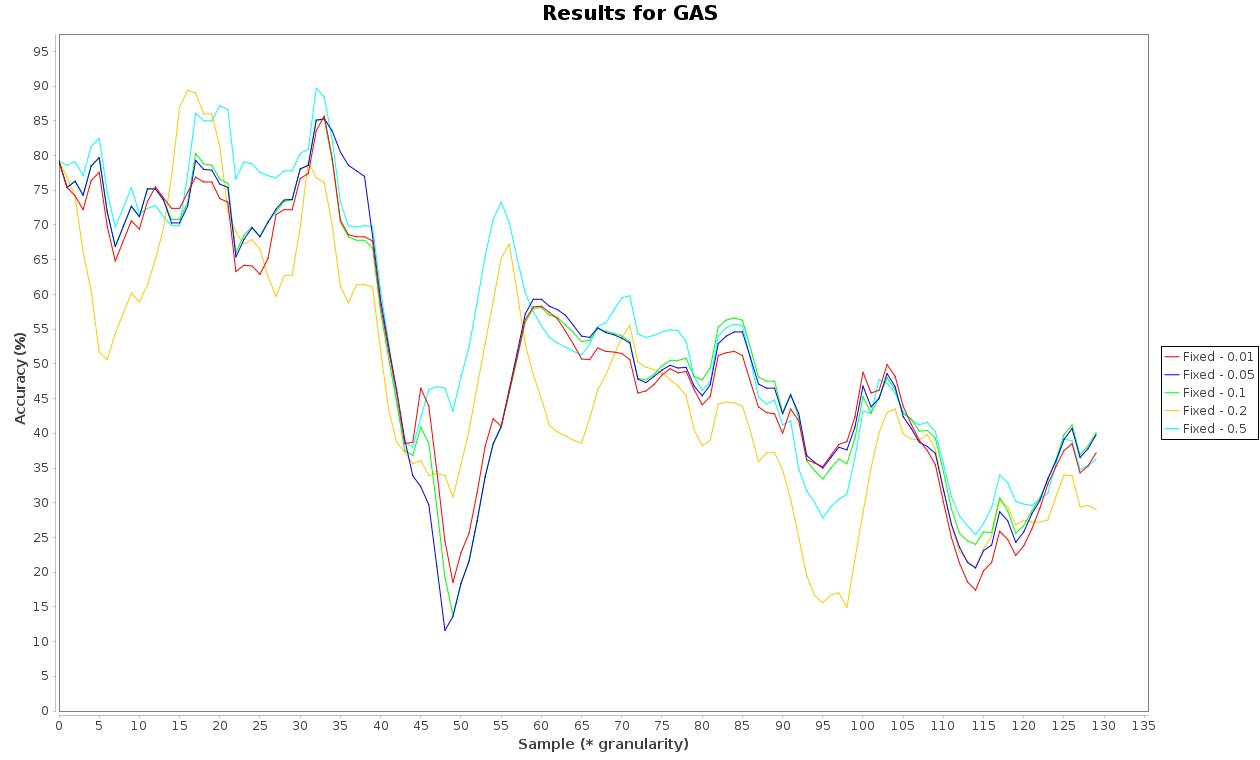 Results for GAS
Accuracy (%)
95
90
85
80
75
70
65
60
55
50
45
40
35
30
25
20
15
10
5
0
0 5 10 15 20 25 30 35 40 45 50 55 60 65 70 75 80 85 90 95 100 105 110 115 120 125 130 135
Sample (* granularity)
Fixed - 0.01
Fixed - 0.05
Fixed - 0.1
Fixed - 0.2
Fixed - 0.5